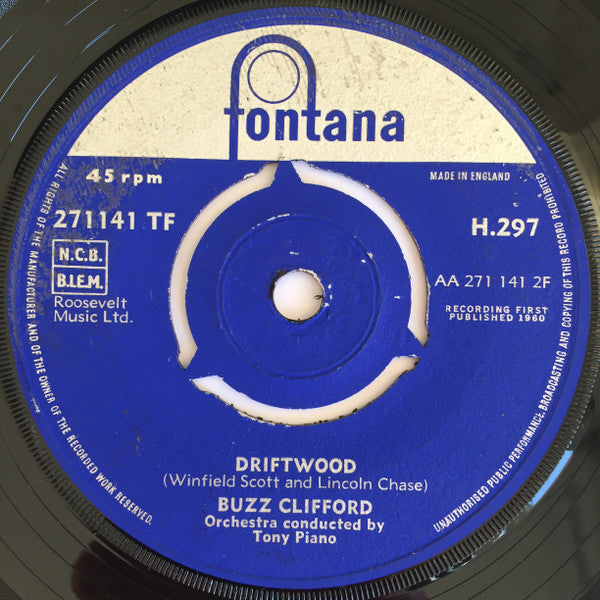 fontana
45 rpm
MADE IN ENGLAND
271141 TF
H.297
N.C.B.
B.I.E.M.
AA 271 141 2F
Roosevelt
Music Ltd.
RECORDING FIRST
PUBLISHED 1960
DRIFTWOOD
(Winfield Scott and Lincoln Chase)
BUZZ CLIFFORD
Orchestra conducted by
Tony Piano
ALL RIGHTS OF THE MANUFACTURER AND OF THE OWNER OF THE RECORDED WORK RESERVED.
UNAUTHORISED PUBLIC PERFORMANCE, BROADCASTING AND COPYING OF THIS RECORD PROHIBITED